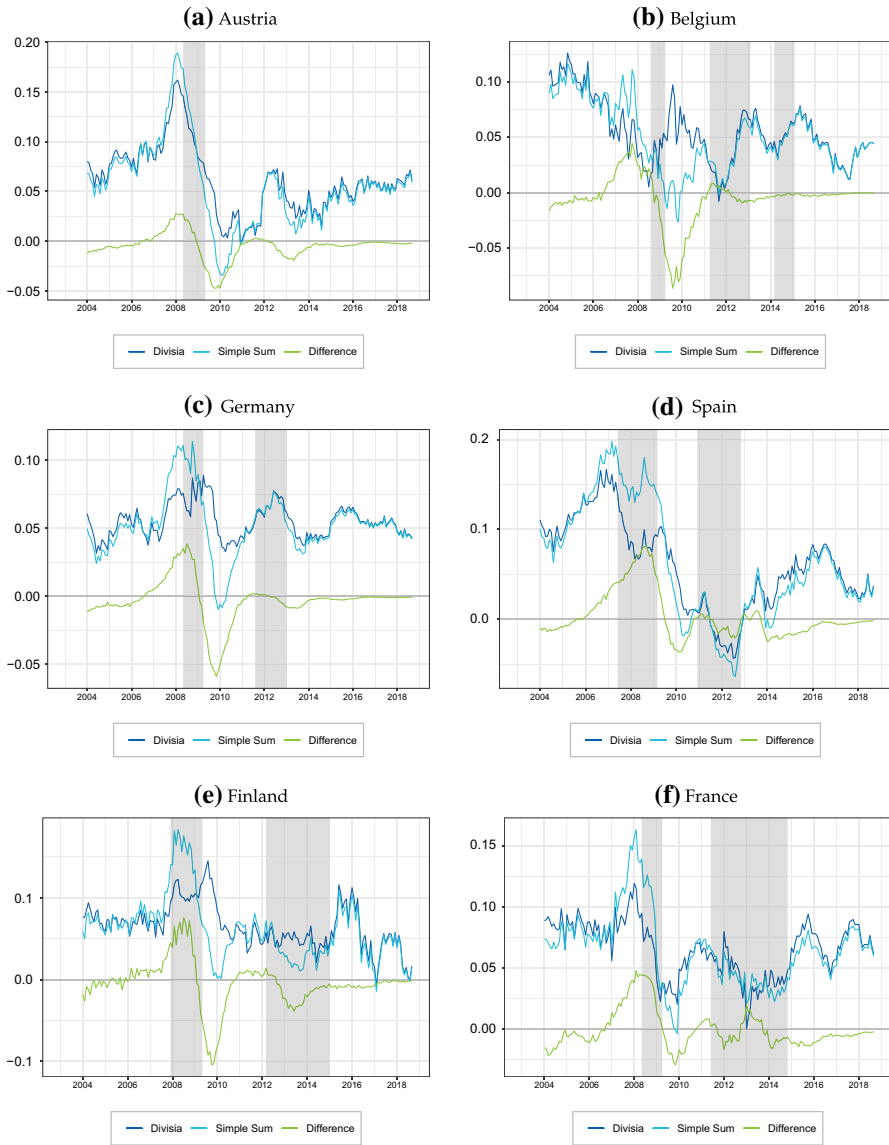 (a) Austria
0.20
0.15
0.10
0.05
0.00
−0.05
2004 2006 2008 2010 2012 2014 2016 2018
Divisia Simple Sum Difference
(b) Belgium
0.10
0.05
0.00
−0.05
2004 2006 2008 2010 2012 2014 2016 2018
Divisia Simple Sum Difference
(c) Germany
0.10
0.05
0.00
−0.05
2004 2006 2008 2010 2012 2014 2016 2018
Divisia Simple Sum Difference
(d) Spain
0.2
0.1
0.0
2004 2006 2008 2010 2012 2014 2016 2018
Divisia Simple Sum Difference
(e) Finland
0.1
0.0
−0.1
2004 2006 2008 2010 2012 2014 2016 2018
Divisia Simple Sum Difference
(f) France
0.15
0.10
0.05
0.00
2004 2006 2008 2010 2012 2014 2016 2018
Divisia Simple Sum Difference